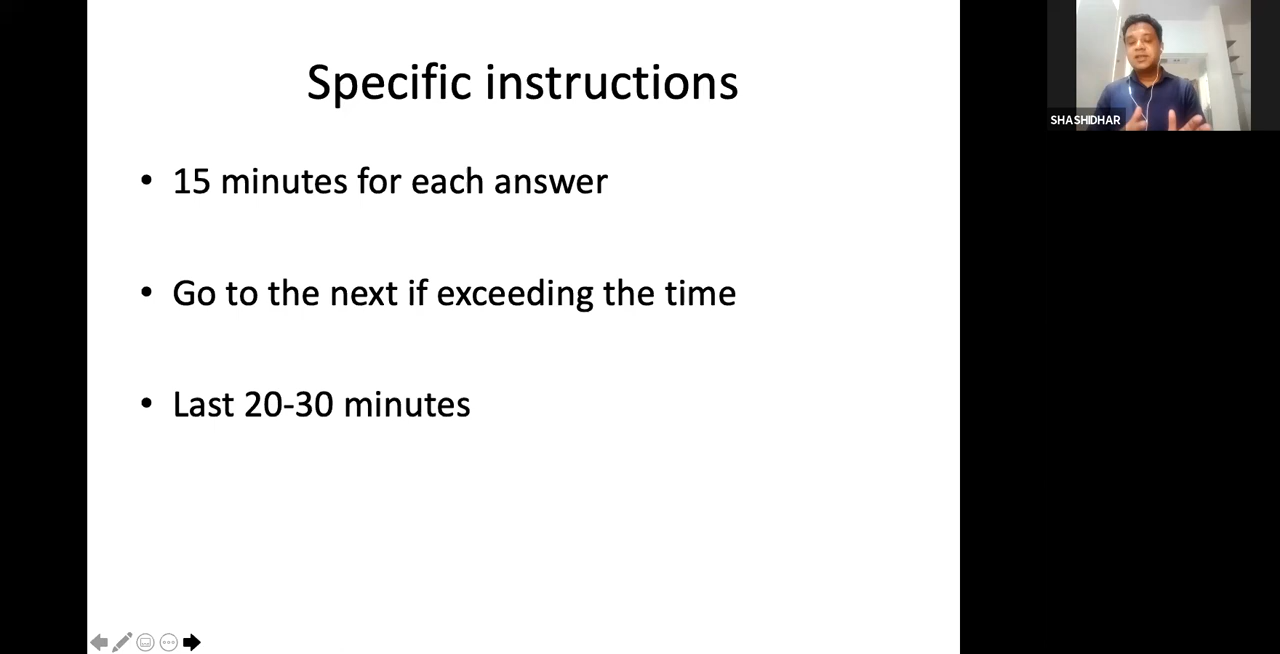 Specific instructions
• 15 minutes for each answer
• Go to the next if exceeding the time
• Last 20-30 minutes
SHASHIDHAR